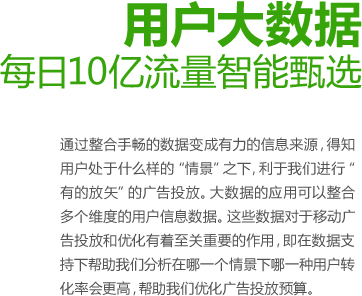 用户大数据
每日10亿流量智能甄选
通过整合手畅的数据变成有力的信息来源，得知
用户处于什么样的“情景”之下，利于我们进行“
有的放矢”的广告投放。大数据的应用可以整合
多个维度的用户信息数据。这些数据对于移动广
告投放和优化有着至关重要的作用，即在数据支
持下帮助我们分析在哪一个情景下哪一种用户转
化率会更高，帮助我们优化广告投放预算。